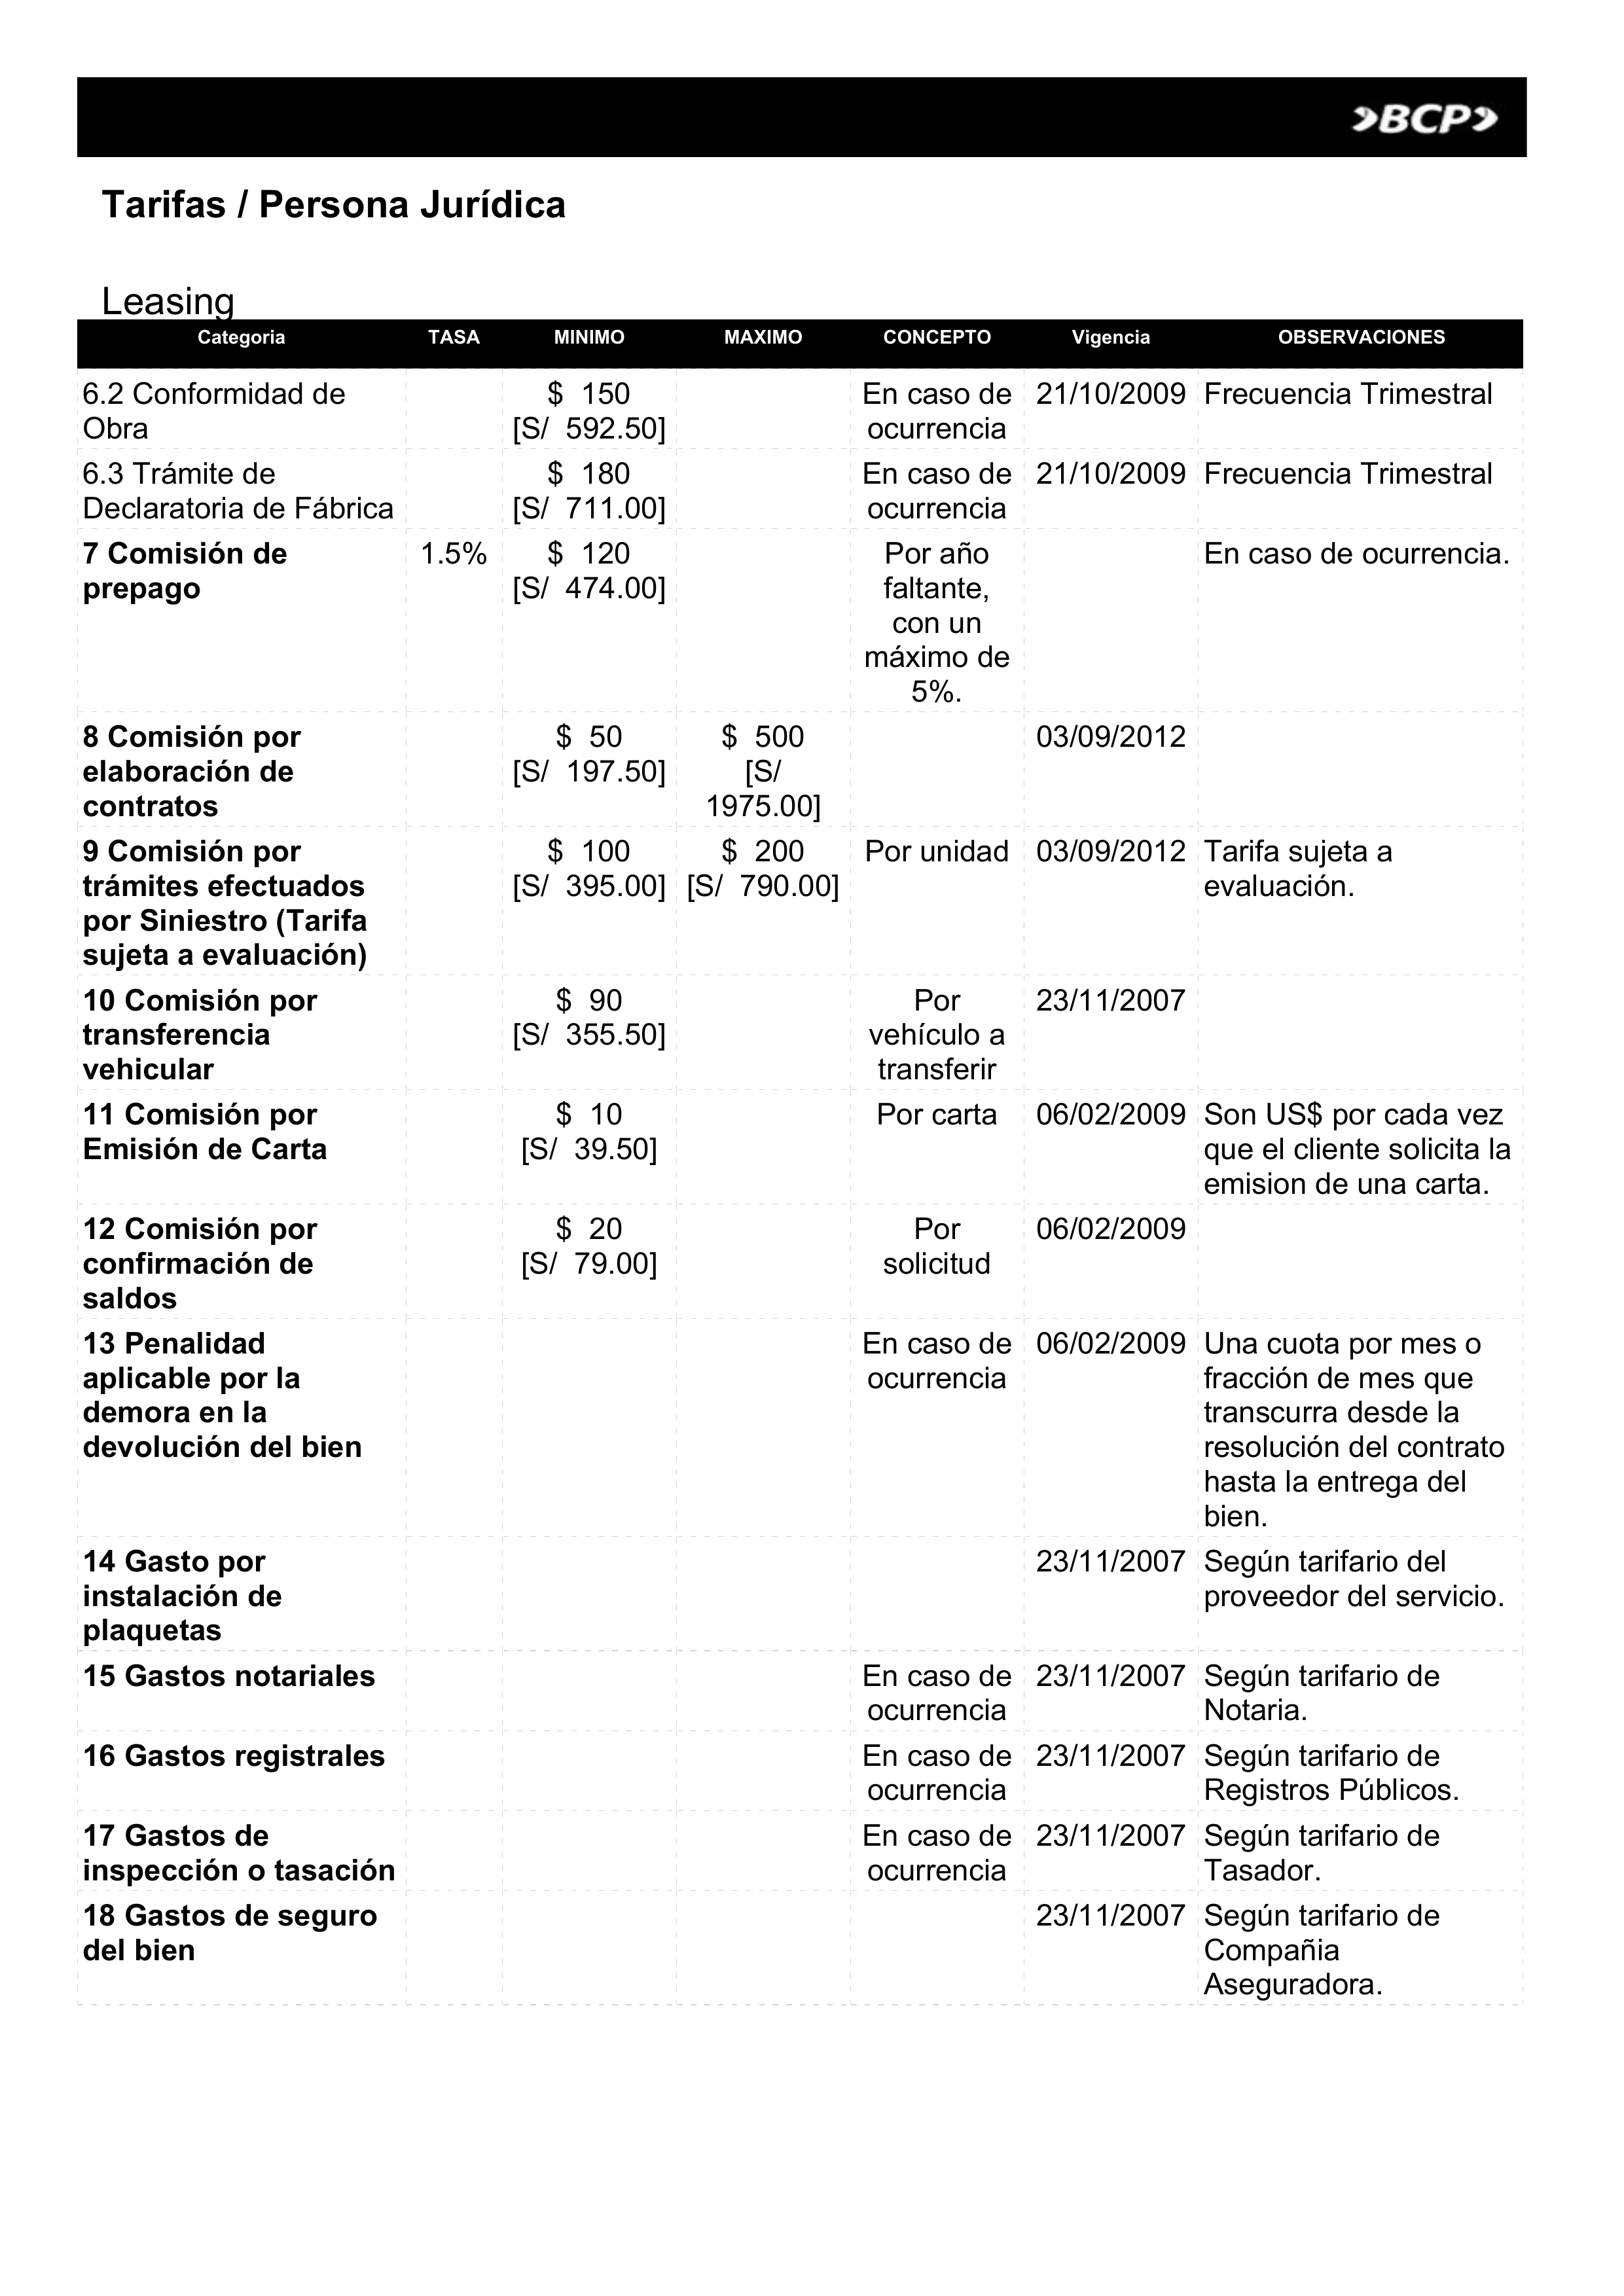 BCP
Tarifas / Persona Jurídica
Leasing
Categoria TASA MINIMO MAXIMO CONCEPTO Vigencia OBSERVACIONES
6.2 Conformidad de $ 150 En caso de 21/10/2009 Frecuencia Trimestral
Obra [S/ 592.50] ocurrencia
6.3 Trámite de $ 180 En caso de 21/10/2009 Frecuencia Trimestral
Declaratoria de Fábrica [S/ 711.00] ocurrencia
7 Comisión de 1.5% $ 120 Por año En caso de ocurrencia.
prepago [S/ 474.00] faltante,
con un
máximo de
5%.
8 Comisión por $ 50 $ 500 03/09/2012
elaboración de [S/ 197.50] [S/
contratos 1975.00]
9 Comisión por $ 100 $ 200 Por unidad 03/09/2012 Tarifa sujeta a
trámites efectuados [S/ 395.00] [S/ 790.00] evaluación.
por Siniestro (Tarifa
sujeta a evaluación)
10 Comisión por $ 90 Por 23/11/2007
transferencia [S/ 355.50] vehículo a
vehicular transferir
11 Comisión por $ 10 Por carta 06/02/2009 Son US$ por cada vez
Emisión de Carta [S/ 39.50] que el cliente solicita la
emision de una carta.
12 Comisión por $ 20 Por 06/02/2009
confirmación de [S/ 79.00] solicitud
saldos
13 Penalidad En caso de 06/02/2009 Una cuota por mes o
aplicable por la ocurrencia fracción de mes que
demora en la transcurra desde la
devolución del bien resolución del contrato
hasta la entrega del
bien.
14 Gasto por 23/11/2007 Según tarifario del
instalación de proveedor del servicio.
plaquetas
15 Gastos notariales En caso de 23/11/2007 Según tarifario de
ocurrencia Notaria.
16 Gastos registrales En caso de 23/11/2007 Según tarifario de
ocurrencia Registros Públicos.
17 Gastos de En caso de 23/11/2007 Según tarifario de
inspección o tasación ocurrencia Tasador.
18 Gastos de seguro 23/11/2007 Según tarifario de
del bien Compañia
Aseguradora.